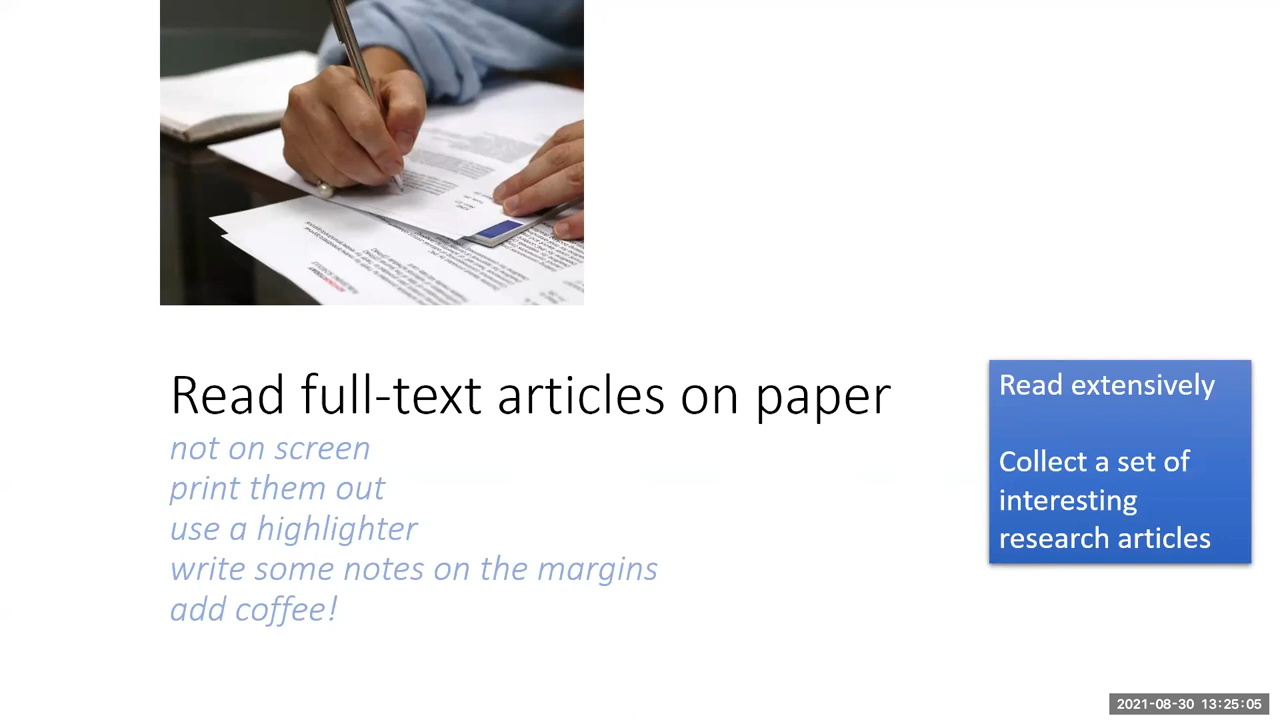 Read full-text articles on paper
not on screen
print them out
use a highlighter
write some notes on the margins
add coffee!
Read extensively
Collect a set of
interesting
research articles
2021-08-30 13:25:05